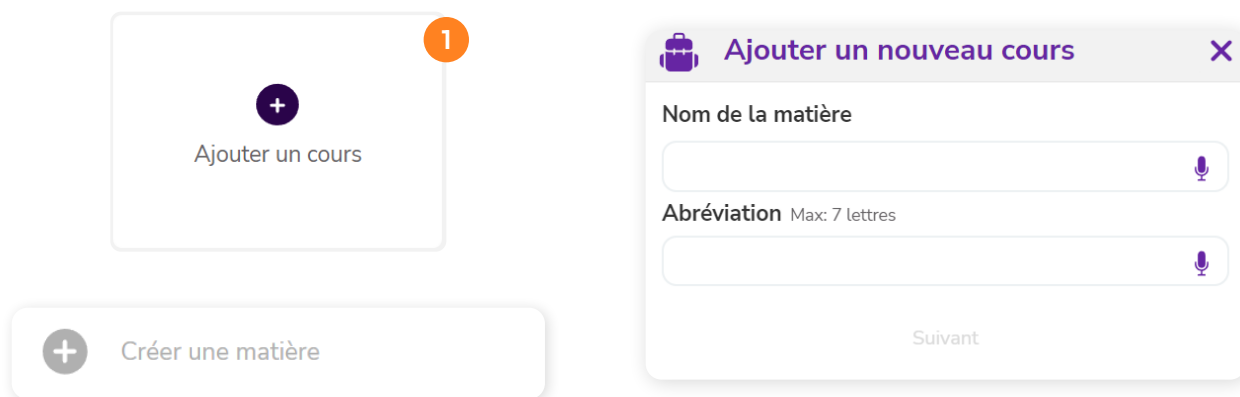 1
Ajouter un cours
Créer une matière
Ajouter un nouveau cours
Nom de la matière
Abréviation Max: 7 lettres
Suivant